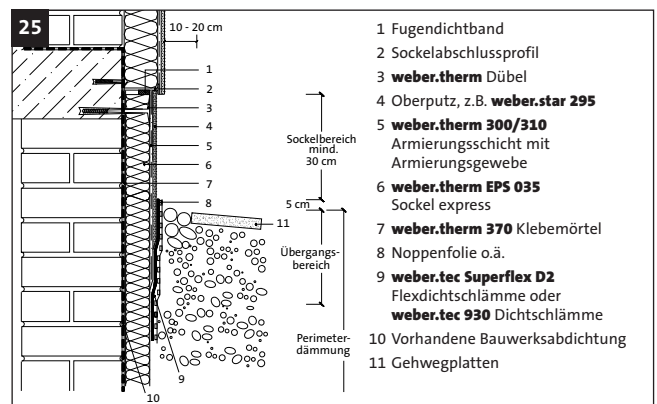 25
10 - 20 cm
1
2
3
4
5
6
7
8
Sockelbereich
mind.
30 cm
5 cm
11
Übergangs-
bereich
Perimeter-
dämmung
9
10
1 Fugendichtband
2 Sockelabschlussprofil
3 weber.therm Dübel
4 Oberputz, z.B. weber.star 295
5 weber.therm 300/310
Armierungsschicht mit
Armierungsgewebe
6 weber.therm EPS 035
Sockel express
7 weber.therm 370 Klebemörtel
8 Noppenfolie o.ä.
9 weber.tec Superflex D2
Flexdichtschlämme oder
weber.tec 930 Dichtschlämme
10 Vorhandene Bauwerksabdichtung
11 Gehwegplatten